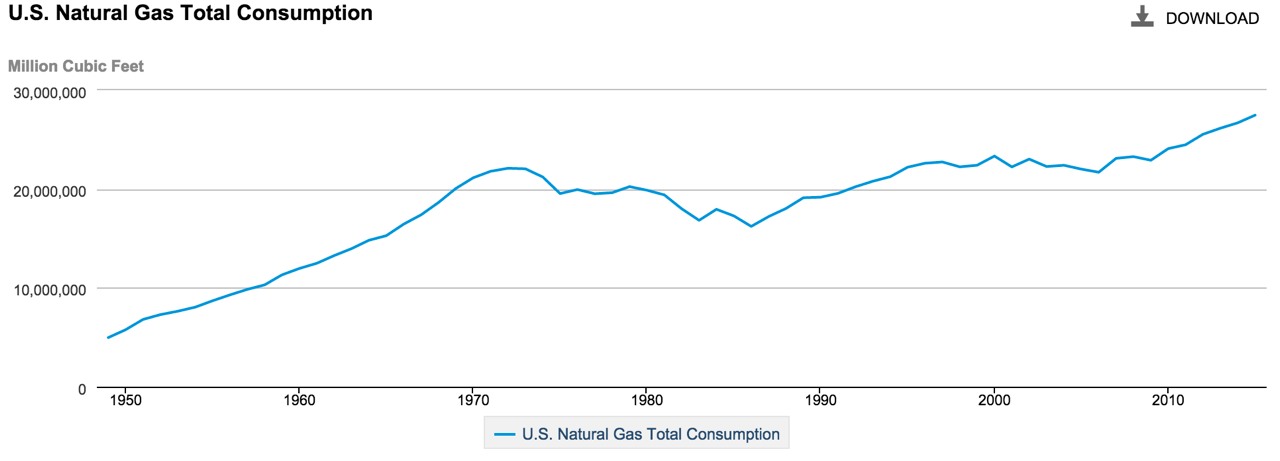 U.S. Natural Gas Total Consumption
DOWNLOAD
Million Cubic Feet
30,000,000
20,000,000
10,000,000
0
1950 1960 1970 1980 1990 2000 2010
U.S. Natural Gas Total Consumption